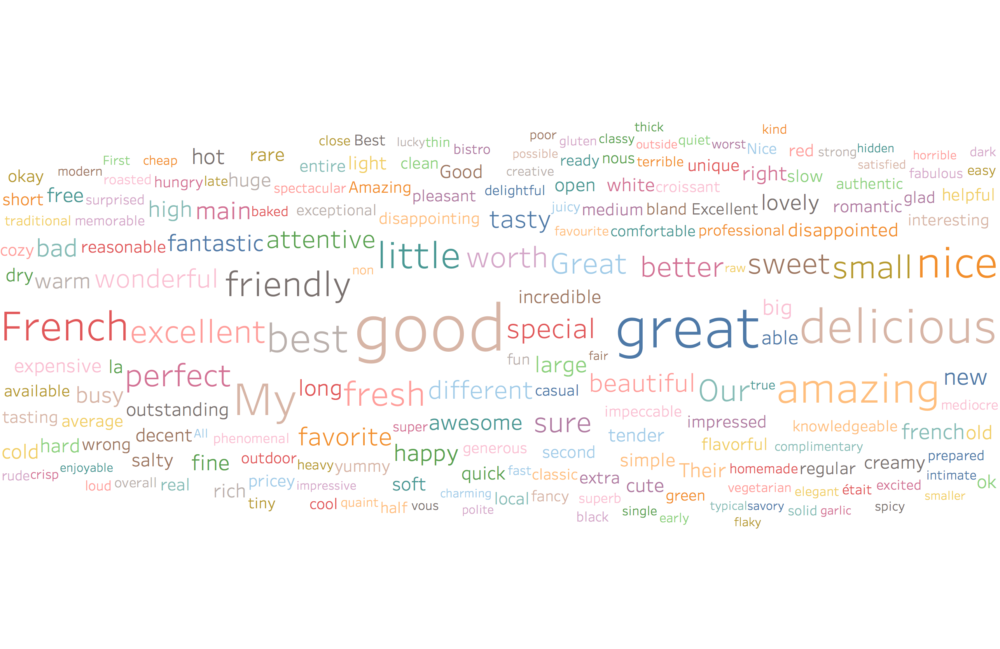 thick kind
close Best lucky thin bistro poor gluten classy outside quiet worst Nice red strong hidden
First cheap hot rare entire light clean Good possible ready nous terrible unique satisfied horrible dark
okay modern roasted hungry late huge spectacular Amazing pleasant delightful creative open white croissant right slow authentic fabulous easy
short free surprised high main baked exceptional disappointing tasty juicy medium bland Excellent lovely romantic glad helpful
traditional memorable favourite comfortable professional disappointed interesting
cozy bad reasonable fantastic attentive little worth Great better raw sweet small nice
dry warm wonderful friendly non
incredible big
French excellent best good special great able delicious
expensive la perfect fun large fair
available busy My long fresh different casual beautiful Our true amazing new
tasting average outstanding super awesome sure impeccable impressed knowledgeable mediocre
cold hard wrong decent All phenomenal favorite happy generous second tender flavorful complimentary french old
rude crisp enjoyable salty fine outdoor heavy yummy quick fast classic extra simple Their homemade regular creamy prepared
loud overall real rich pricey impressive soft charming local fancy superb cute green vegetarian elegant était excited intimate ok
tiny cool quaint half vous polite black single early typical savory solid garlic spicy smaller
flaky